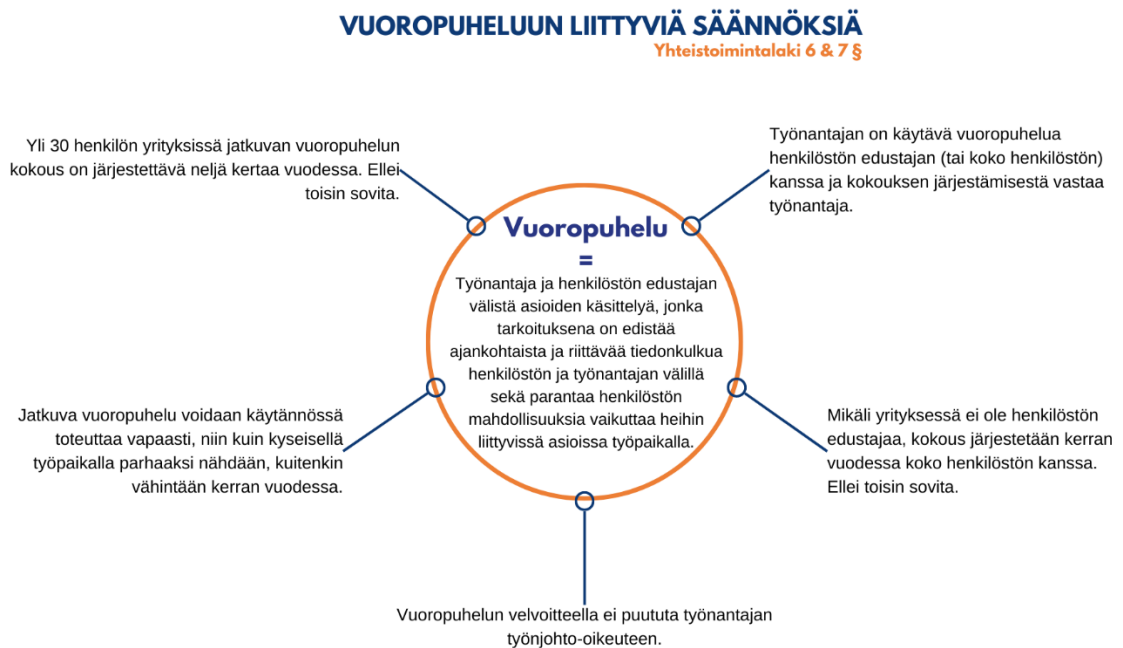 VUOROPUHELUUN LIITTYVIÄ SÄÄNNÖKSIÄ
Yhteistoimintalaki 6 & 7 §
Yli 30 henkilön yrityksissä jatkuvan vuoropuhelun
kokous on järjestettävä neljä kertaa vuodessa. Ellei
toisin sovita.
Työnantajan on käytävä vuoropuhelua
henkilöstön edustajan (tai koko henkilöstön)
kanssa ja kokouksen järjestämisestä vastaa
työnantaja.
Vuoropuhelu
=
Työnantaja ja henkilöstön edustajan
välistä asioiden käsittelyä, jonka
tarkoituksena on edistää
ajankohtaista ja riittävää tiedonkulkua
henkilöstön ja työnantajan välillä
sekä parantaa henkilöstön
mahdollisuuksia vaikuttaa heihin
liittyvissä asioissa työpaikalla.
Jatkuva vuoropuhelu voidaan käytännössä
toteuttaa vapaasti, niin kuin kyseisellä
työpaikalla parhaaksi nähdään, kuitenkin
vähintään kerran vuodessa.
Mikäli yrityksessä ei ole henkilöstön
edustajaa, kokous järjestetään kerran
vuodessa koko henkilöstön kanssa.
Ellei toisin sovita.
Vuoropuhelun velvoitteella ei puututa työnantajan
työnjohto-oikeuteen.